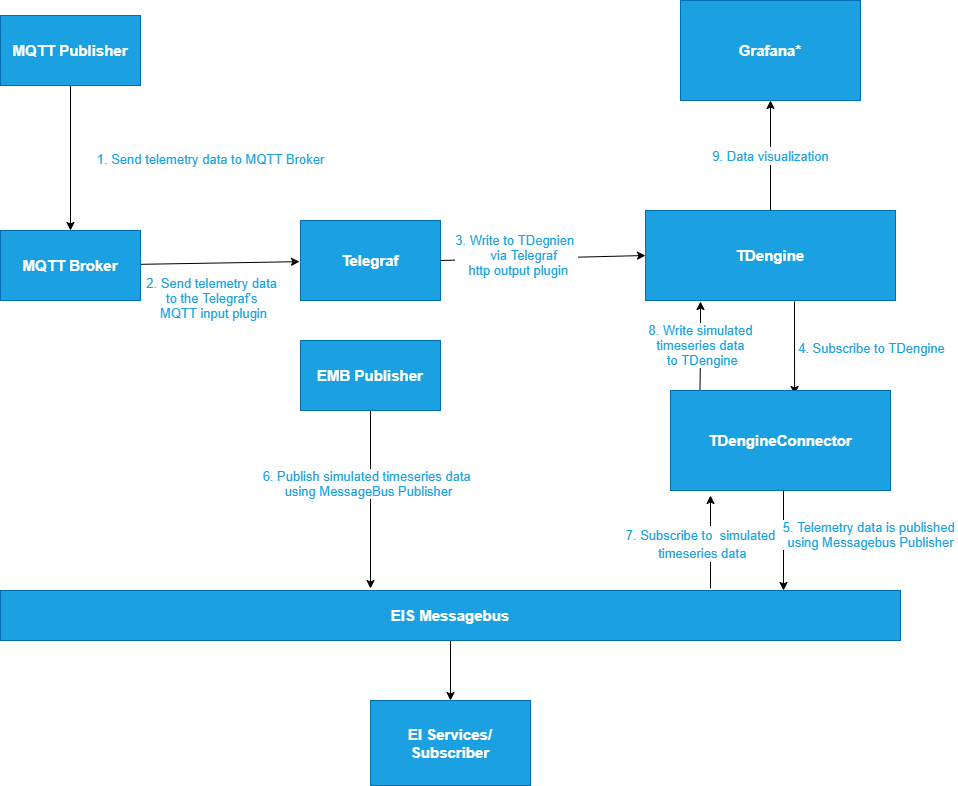 MQTT Publisher
Grafana*
1. Send telemetry data to MQTT Broker
9. Data visualization
MQTT Broker
Telegraf
3. Write to TDegnien
via Telegraf
http output plugin
TDengine
2. Send telemetry data
to the Telegraf's
MQTT input plugin
8. Write simulated
timeseries data
to TDengine
4. Subscribe to TDengine
EMB Publisher
TDengineConnector
6. Publish simulated timeseries data
using MessageBus Publisher
7. Subscribe to simulated
timeseries data
5. Telemetry data is published
using Messagebus Publisher
EIS Messagebus
EI Services/
Subscriber